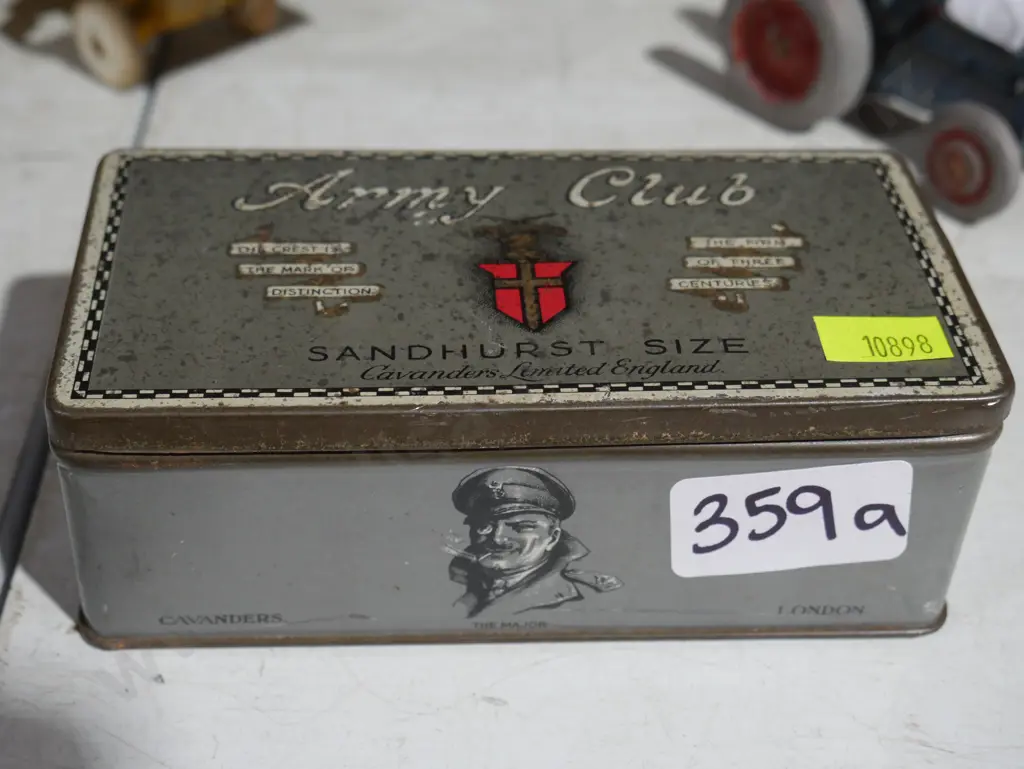 Army Club
THE CREST IS
THE MARK OF
DISTINCTION
THE FIRM
OF THREE
CENTURIES
SANDHURST SIZE
Cavanders Limited England
10898
359a
CAVANDERS
THE MAJOR
LONDON